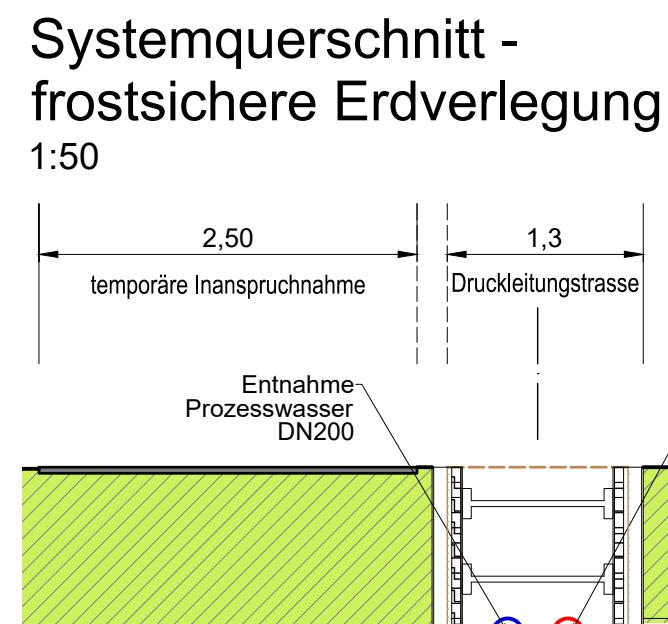 Systemquerschnitt -
frostsichere Erdverlegung
1:50
2,50
1,3
temporäre Inanspruchnahme
Druckleitungstrasse
Entnahme
Prozesswasser
DN200